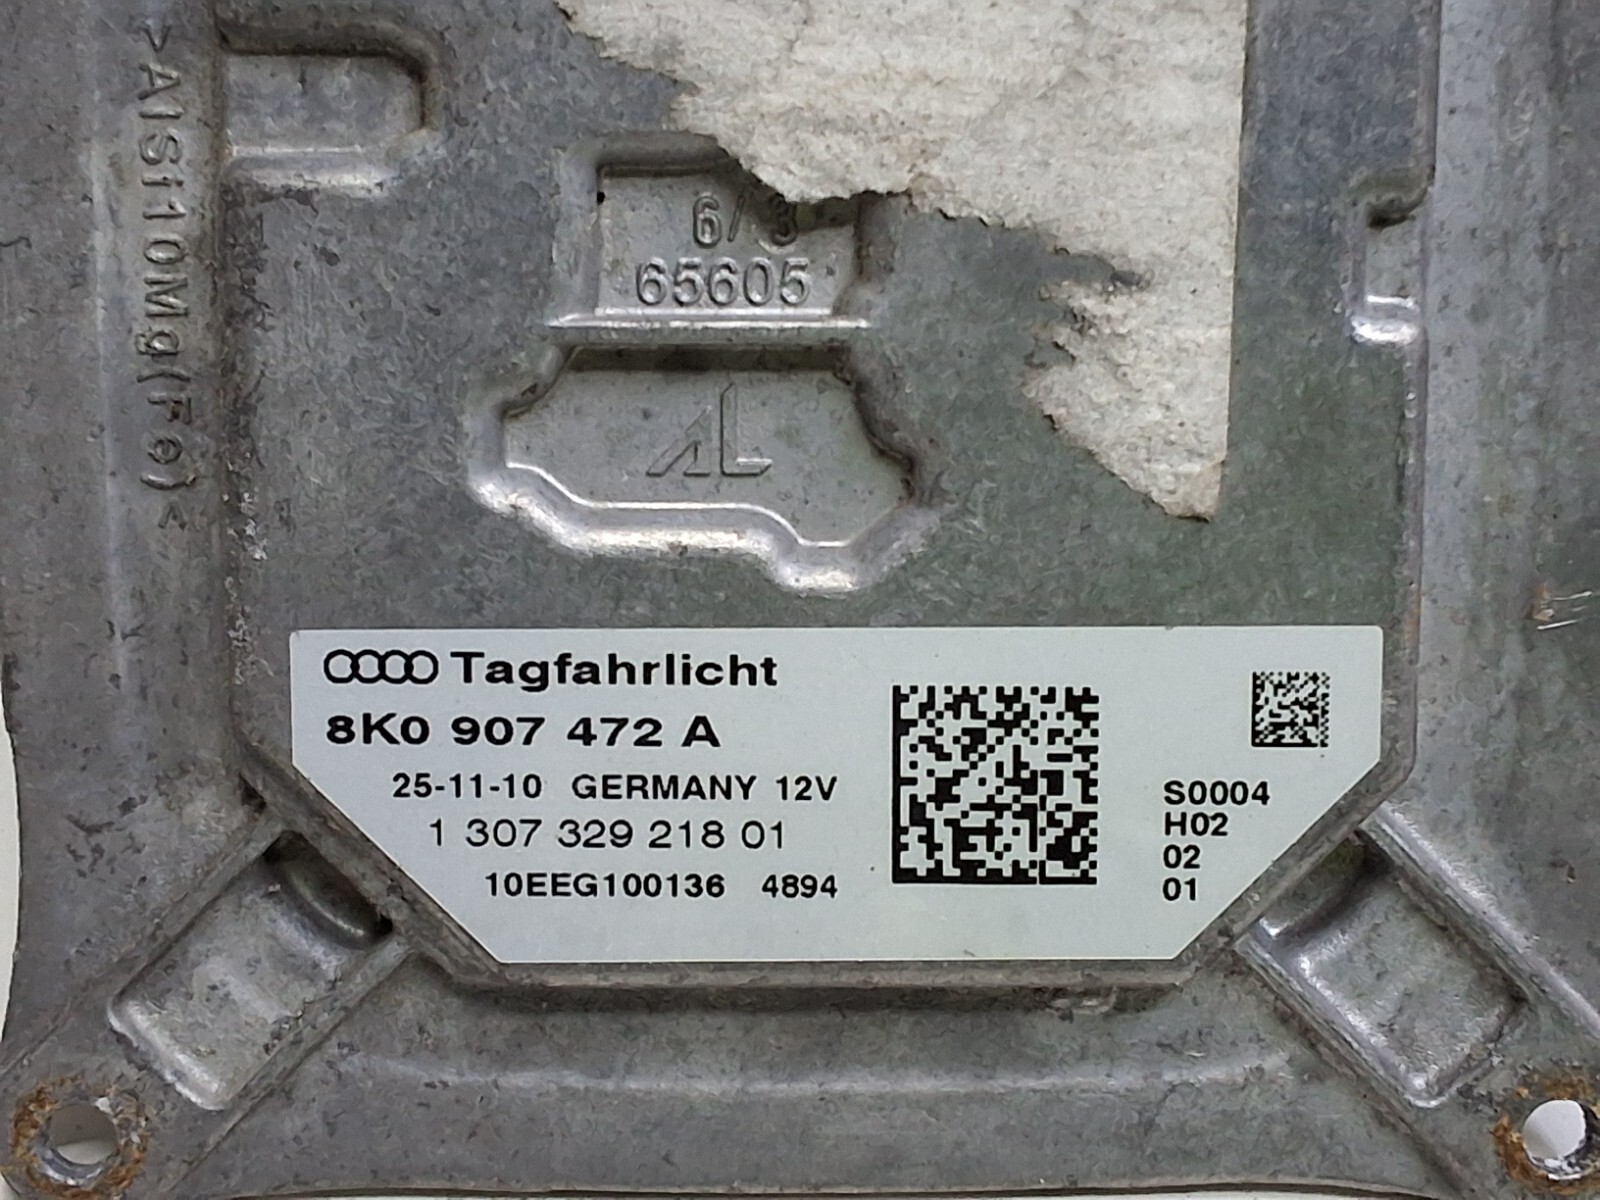 >AlSi10Mg(Fe)<
6/3
65605
AL
Tagfahrlicht
8K0 907 472 A
25-11-10 GERMANY 12V
1 307 329 218 01
10EEG100136 4894
S0004
H02
02
01